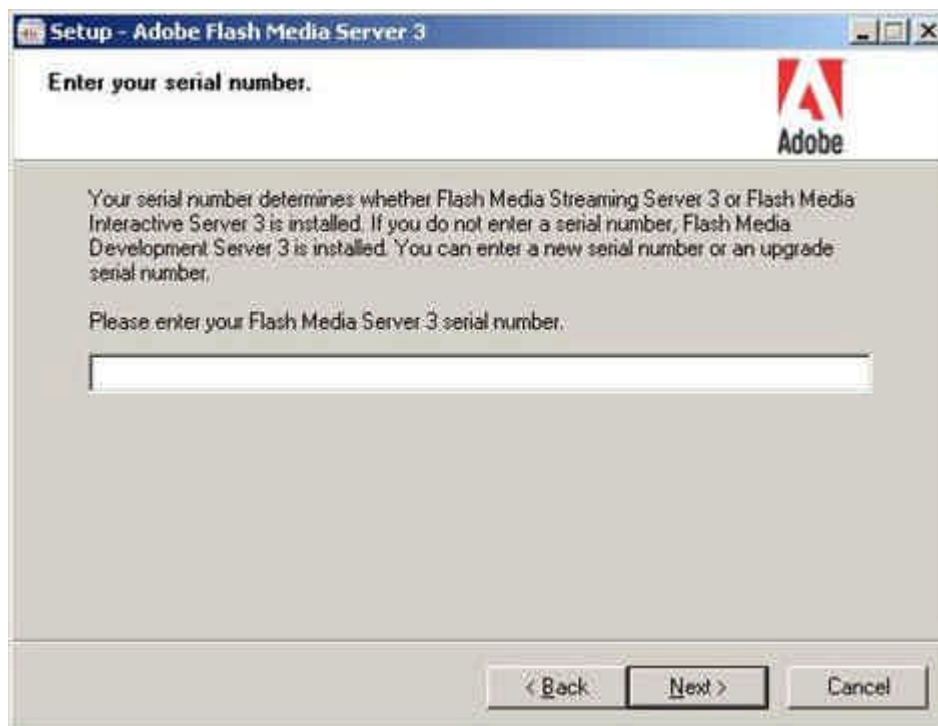 Setup - Adobe Flash Media Server 3
Enter your serial number.
Adobe
Your serial number determines whether Flash Media Streaming Server 3 or Flash Media
Interactive Server 3 is installed. If you do not enter a serial number, Flash Media
Development Server 3 is installed. You can enter a new serial number or an upgrade
serial number.
Please enter your Flash Media Server 3 serial number.
< Back
Next >
Cancel